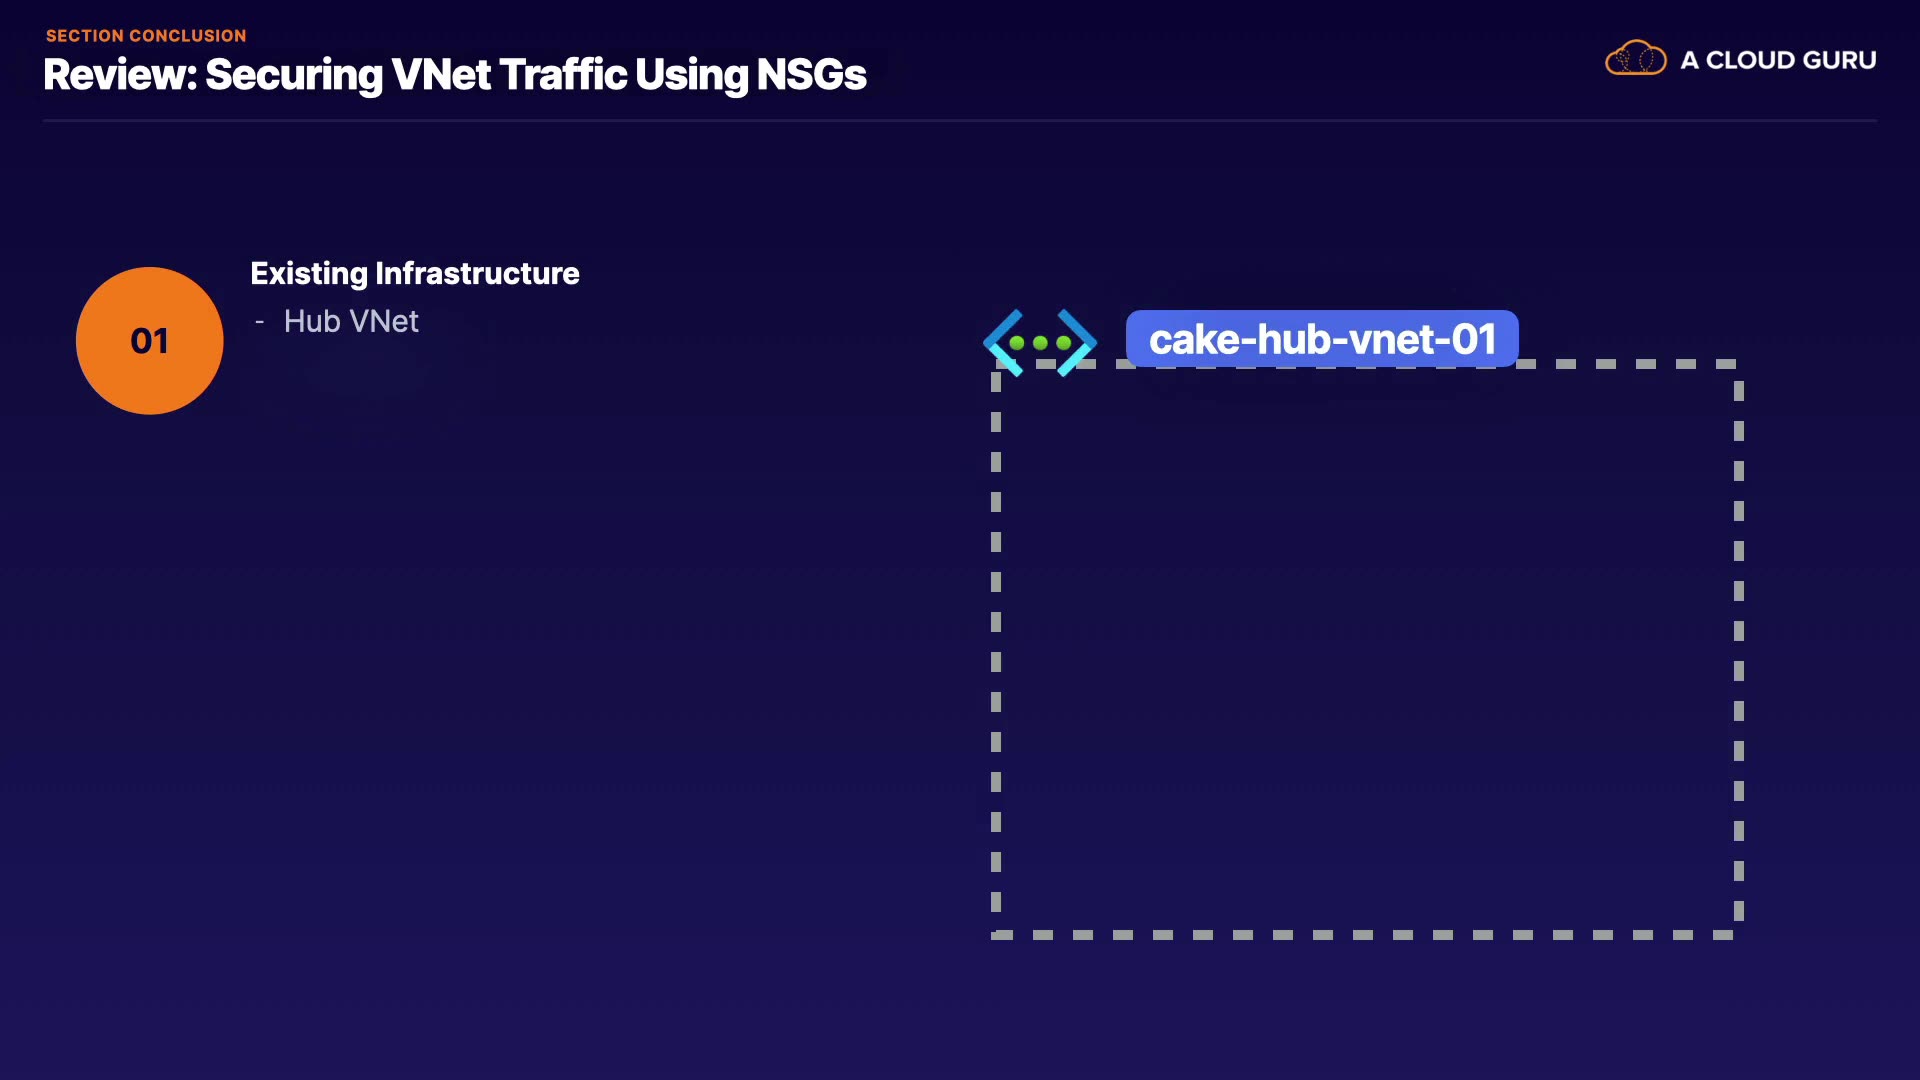 SECTION CONCLUSION
Review: Securing VNet Traffic Using NSGs
A CLOUD GURU
01
Existing Infrastructure
- Hub VNet
cake-hub-vnet-01